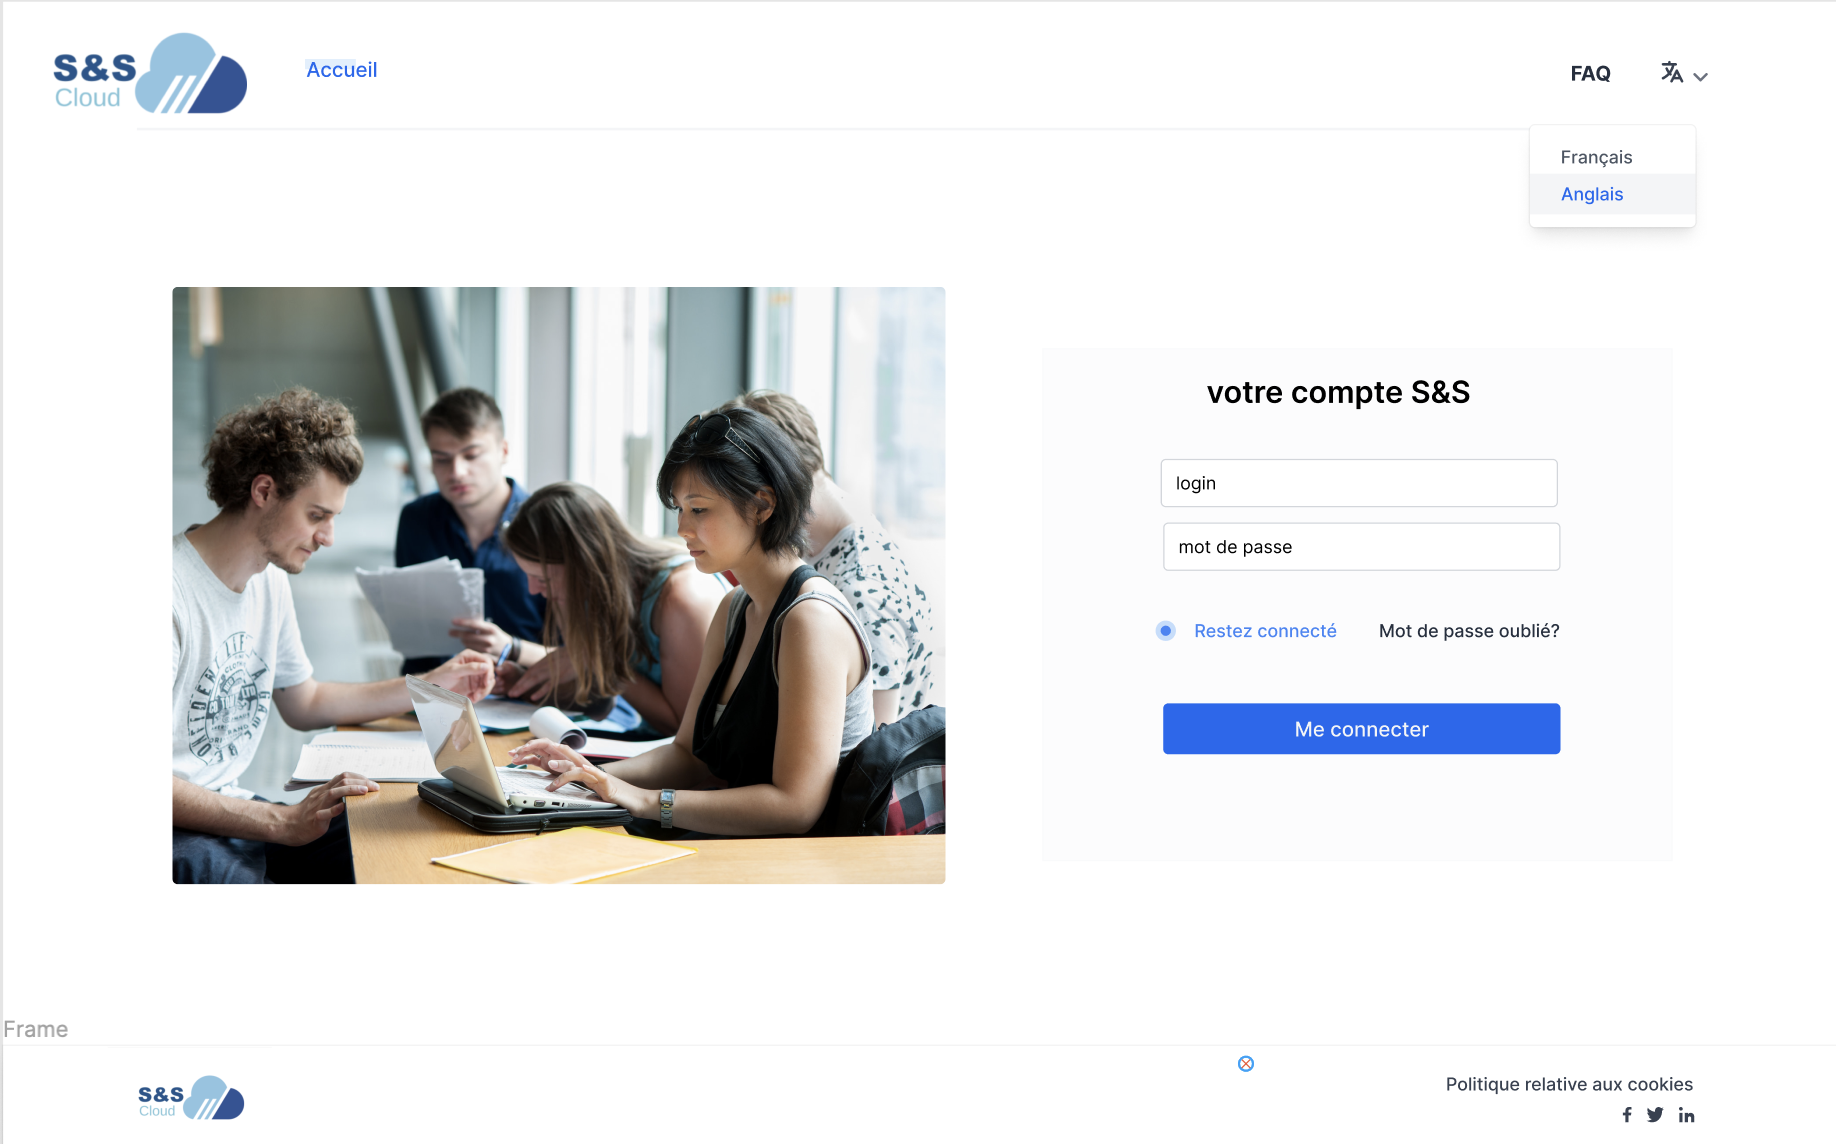 S&S
Cloud
Accueil
FAQ
Français
Anglais
votre compte S&S
login
mot de passe
Restez connecté
Mot de passe oublié?
Me connecter
Frame
S&S
Cloud
Politique relative aux cookies